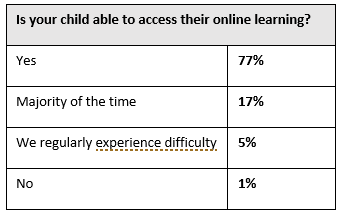 Is your child able to access their online learning?
Yes 77%
Majority of the time 17%
We regularly experience difficulty 5%
No 1%